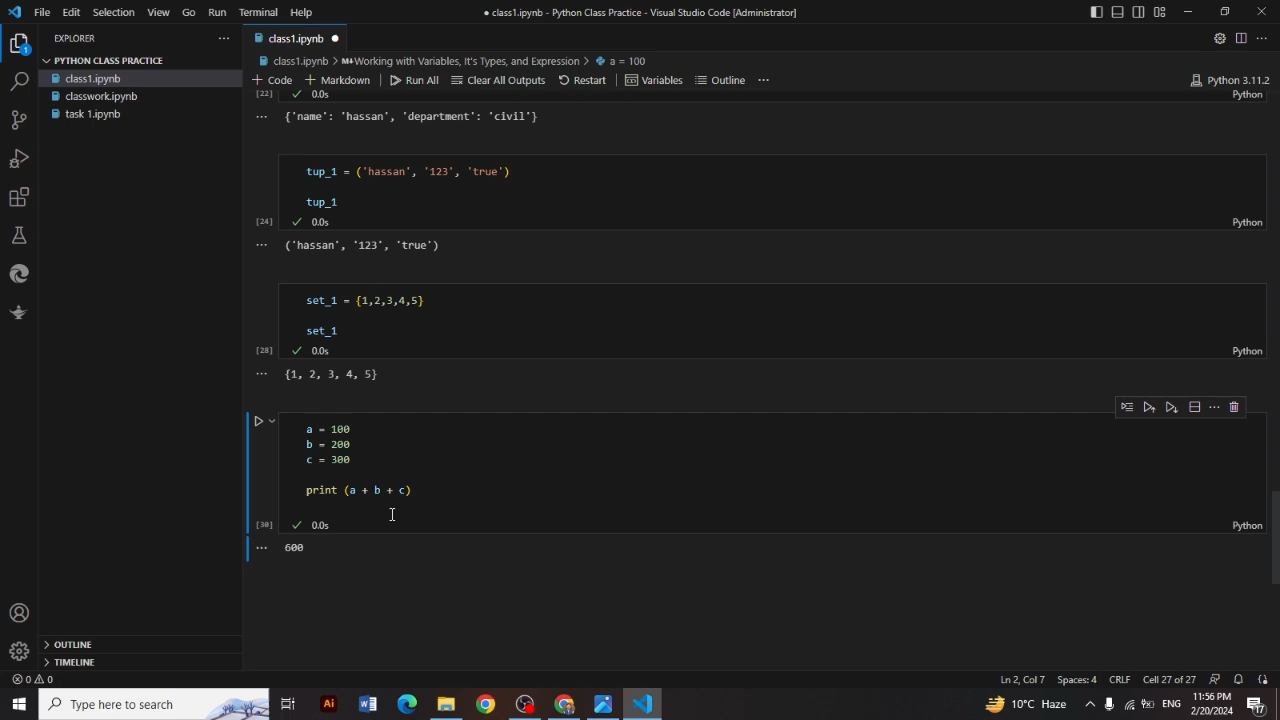 File Edit Selection View Go Run Terminal Help
● class1.ipynb - Python Class Practice - Visual Studio Code [Administrator]
EXPLORER
class1.ipynb
PYTHON CLASS PRACTICE
class1.ipynb
classwork.ipynb
task 1.ipynb
class1.ipynb > M↓Working with Variables, It's Types, and Expression > a = 100
+ Code + Markdown Run All Clear All Outputs Restart Variables Outline ... Python 3.11.2
[22] 0.0s Python
{'name': 'hassan', 'department': 'civil'}
tup_1 = ('hassan', '123', 'true')
tup_1
[24] 0.0s Python
('hassan', '123', 'true')
set_1 = {1,2,3,4,5}
set_1
[28] 0.0s Python
{1, 2, 3, 4, 5}
a = 100
b = 200
c = 300
print (a + b + c)
[30] 0.0s Python
600
OUTLINE
TIMELINE
1
0 0
Ln 2, Col 7 Spaces: 4 CRLF Cell 27 of 27
Type here to search
Ai
10°C Haze
ENG
11:56 PM
2/20/2024
17